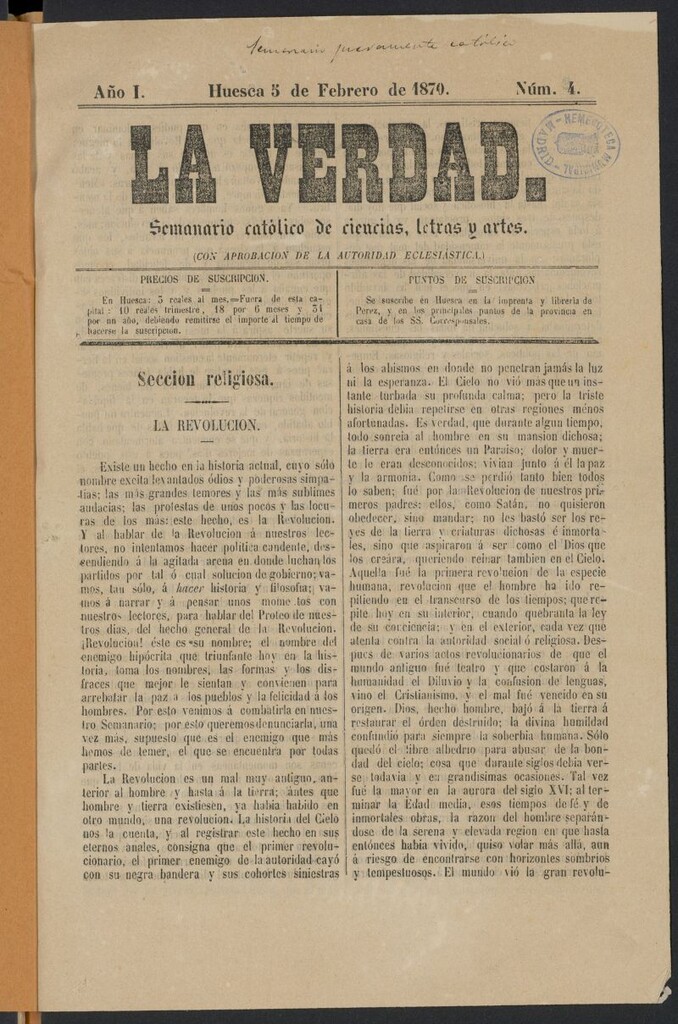 Semanario puramente católico
Año I. Huesca 5 de Febrero de 1870. Núm. 4.
LA VERDAD.
HEMEROTECA MUNICIPAL MADRID
Semanario católico de ciencias, letras y artes.
(CON APROBACION DE LA AUTORIDAD ECLESIÁSTICA.)
PRECIOS DE SUSCRIPCION.
En Huesca: 3 reales al mes.=Fuera de esta ca-
pital: 10 reales trimestre, 18 por 6 meses y 34
por un año, debiendo remitirse el importe al tiempo de
hacerse la suscripcion.
PUNTOS DE SUSCRIPCION
Se suscribe en Huesca en la imprenta y libreria de
Perez, y en los principales puntos de la provincia en
casa de los SS. Corresponsales.
Seccion religiosa.
LA REVOLUCION.
Existe un hecho en la historia actual, cuyo sólo
nombre excita levantados ódios y poderosas simpa-
tias; las más grandes temores y las más sublimes
audacias; las protestas de unos pocos y las locu-
ras de los mas: este hecho, es la Revolucion.
Y al hablar de la Revolucion á nuestros lec-
tores, no intentamos hacer politica candente, des-
cendiendo á la agitada arena en donde luchan los
partidos por tal ó cual solucion de gobierno; va-
mos, tan sólo, á hacer historia y filosofia; va-
mos á narrar y á pensar unos momentos con
nuestros lectores, para hablar del Proteo de nues-
tros dias, del hecho general de la Revolucion.
¡Revolucion! éste es su nombre; el nombre del
enemigo hipócrita que triunfante hoy en la his-
toria, toma los nombres, las formas y los dis-
fraces que mejor le sientan y convienen para
arrebatar la paz a los pueblos y la felicidad á los
hombres. Por esto venimos á combatirla en nues-
tro Semanario; por esto queremos denunciarla, una
vez más, supuesto que es el enemigo que más
hemos de temer, el que se encuentra por todas
partes.
La Revolucion es un mal muy antiguo, an-
terior al hombre y hasta á la tierra; ántes que
hombre y tierra existiesen, ya habia habido en
otro mundo, una revolucion. La historia del Cielo
nos la cuenta, y al registrar este hecho en sus
eternos anales, consigna que el primer revolu-
cionario, el primer enemigo de la autoridad cayó
con su negra bandera y sus cohortes siniestras
á los abismos en donde no penetran jamás la luz
ni la esperanza. El Cielo no vió más que un ins-
tante turbada su profunda calma; pero la triste
historia debia repetirse en otras regiones ménos
afortunadas. Es verdad, que durante algun tiempo,
todo sonreia al hombre en su mansion dichosa;
la tierra era entónces un Paraiso; dolor y muer-
te le eran desconocidos; vivian junto á él la paz
y la armonia. Como se perdió tanto bien todos
lo saben; fué por la Revolucion de nuestros pri-
meros padres; ellos, como Satán, no quisieron
obedecer, sino mandar; no les bastó ser los re-
yes de la tierra y criaturas dichosas é inmorta-
les, sino que aspiraron á ser como el Dios que
los creára, queriendo reinar tambien en el Cielo.
Aquella fué la primera revolucion de la especie
humana, revolucion que el hombre ha ido re-
pitiendo en el transcurso de los tiempos; que re-
pite hoy en su interior, cuando quebranta la ley
de su conciencia; y en el exterior, cada vez que
atenta contra la autoridad social ó religiosa. Des-
pues de varios actos revolucionarios de que el
mundo antiguo fué teatro y que costaron á la
humanidad el Diluvio y la confusion de lenguas,
vino el Cristianismo, y el mal fué vencido en su
origen. Dios, hecho hombre, bajó á la tierra á
restaurar el órden destruido; la divina humildad
confundió para siempre la soberbia humana. Sólo
quedó el libre albedrio para abusar de la bon-
dad del cielo; cosa que durante siglos debia ver-
se todavia y en grandisimas ocasiones. Tal vez
fué la mayor en la aurora del siglo XVI; al ter-
minar la Edad media, esos tiempos de fé y de
inmortales obras, la razon del hombre separán-
dose de la serena y elevada region en que hasta
entónces habia vivido, quiso volar más allá, aun
á riesgo de encontrarse con horizontes sombrios
y tempestuosos. El mundo vió la gran revolu-